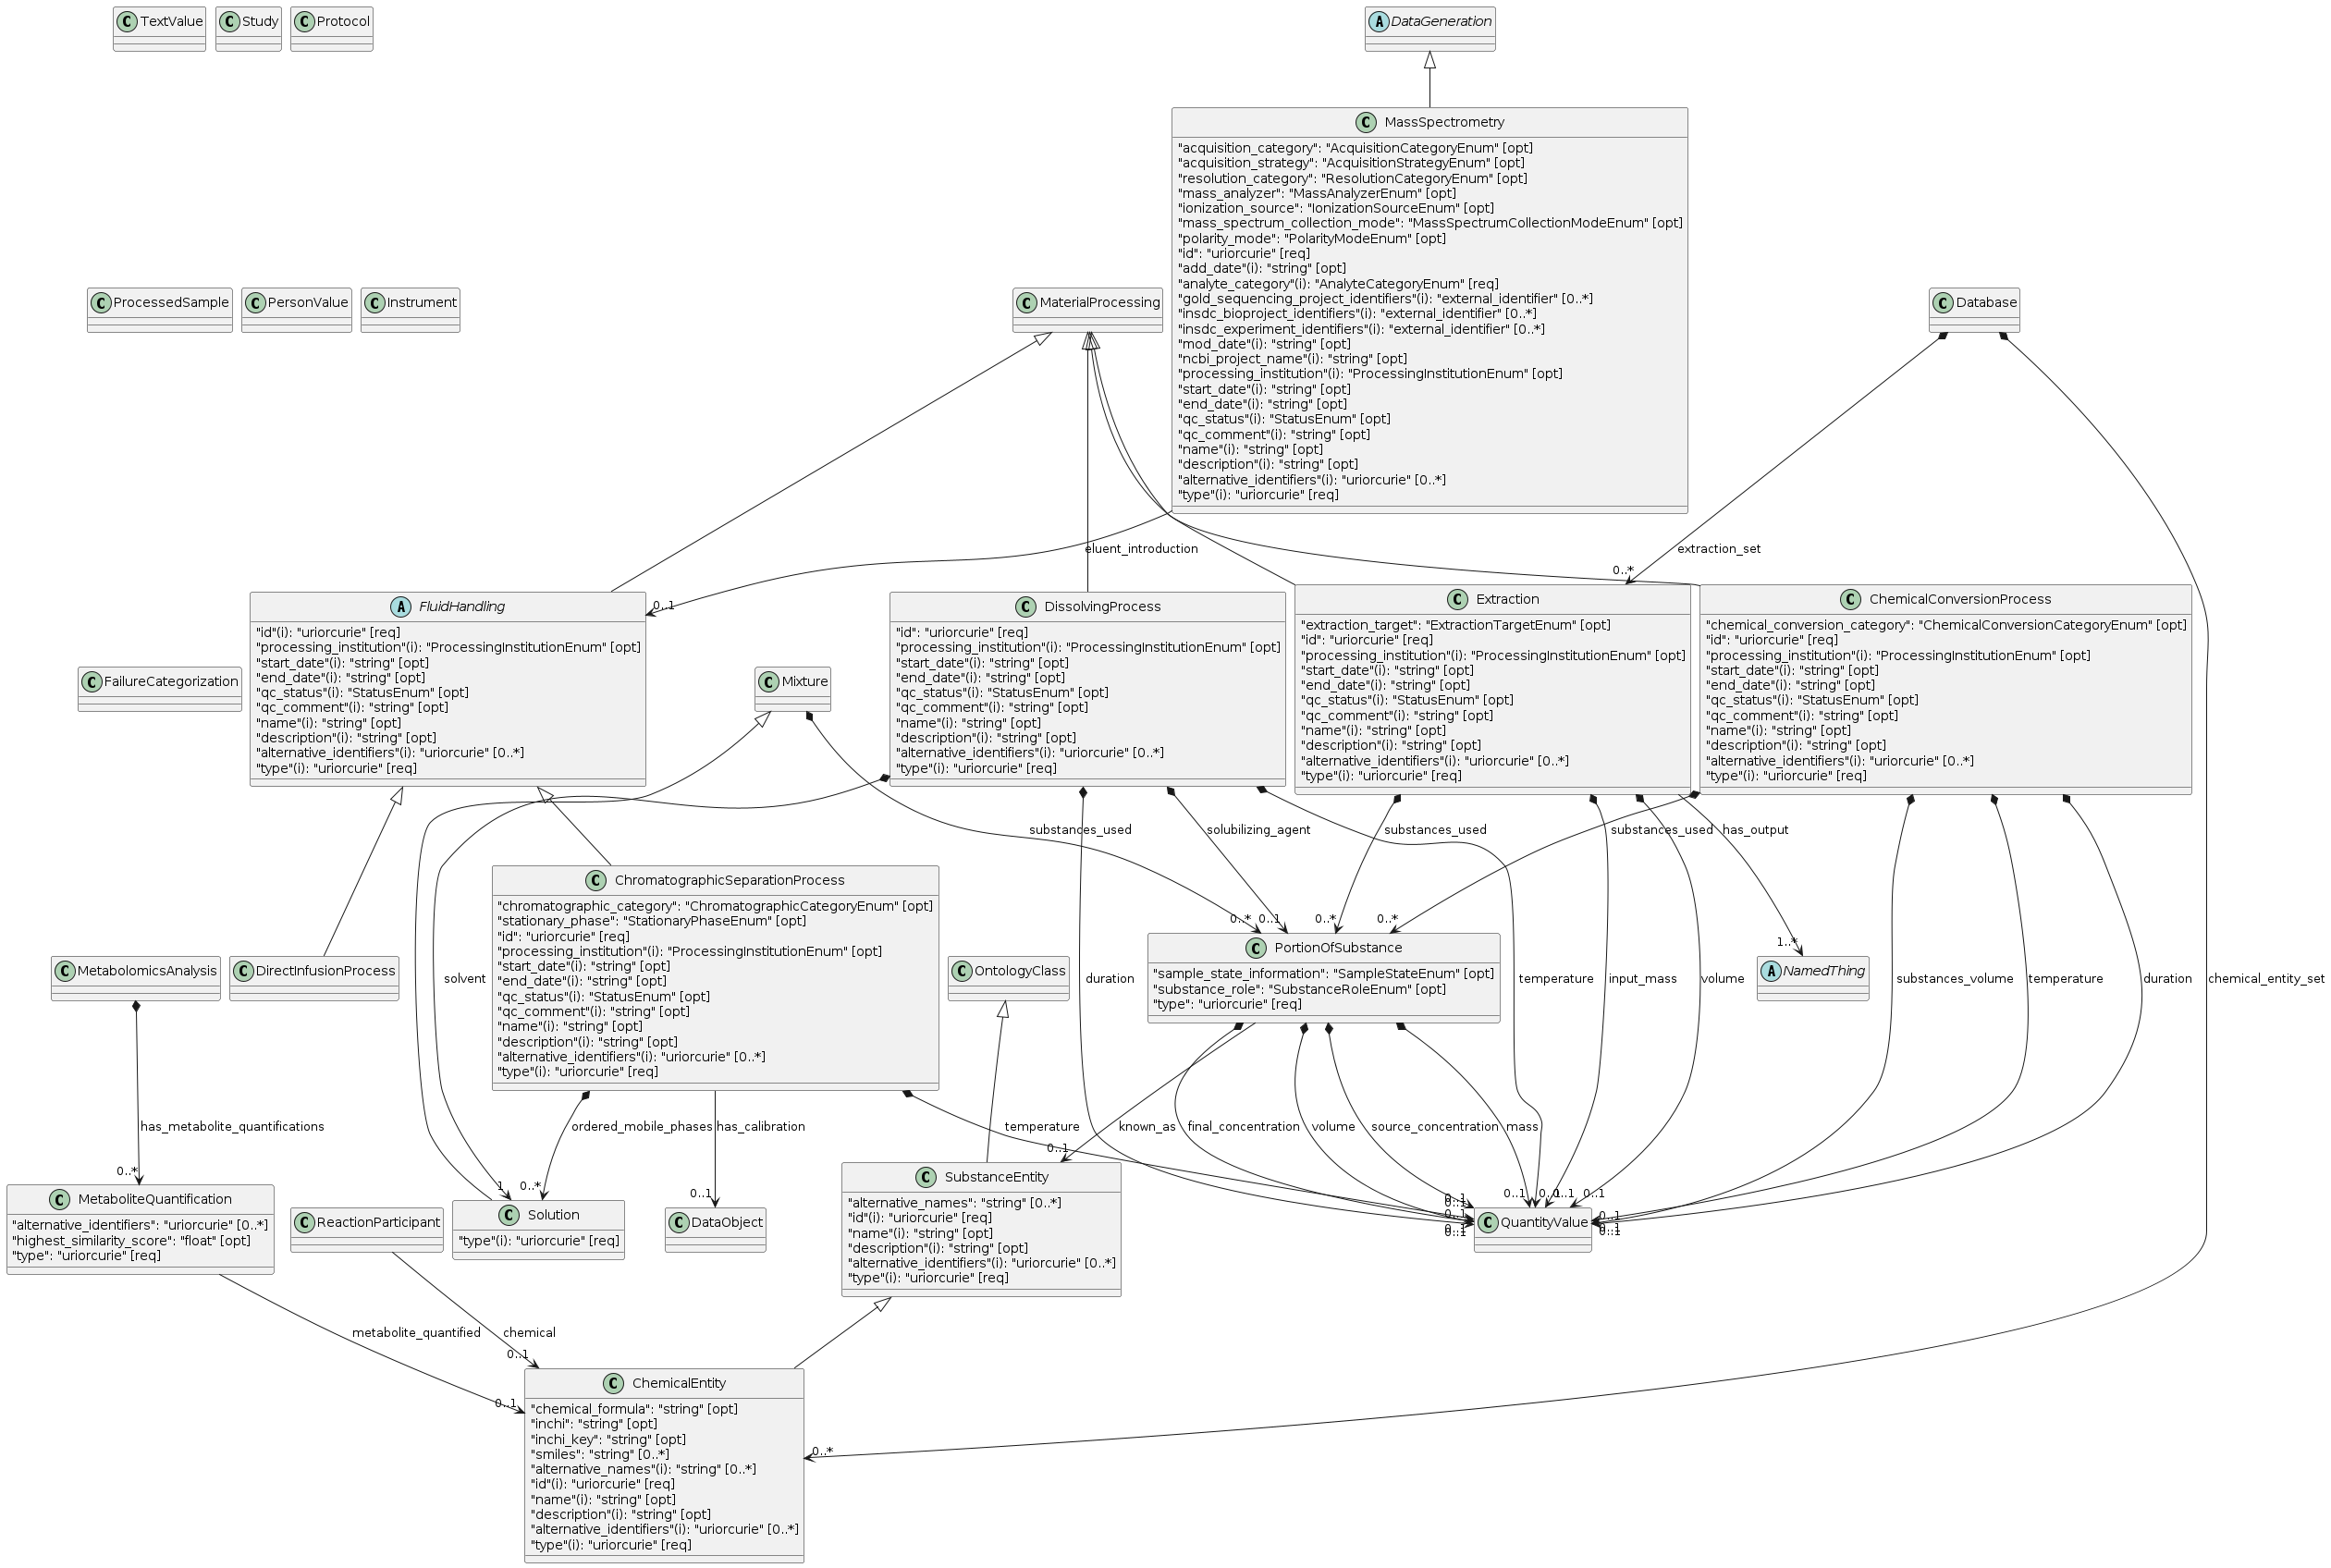 TextValue
Study
Protocol
DataGeneration
MassSpectrometry
"acquisition_category": "AcquisitionCategoryEnum" [opt]
"acquisition_strategy": "AcquisitionStrategyEnum" [opt]
"resolution_category": "ResolutionCategoryEnum" [opt]
"mass_analyzer": "MassAnalyzerEnum" [opt]
"ionization_source": "IonizationSourceEnum" [opt]
"mass_spectrum_collection_mode": "MassSpectrumCollectionModeEnum" [opt]
"polarity_mode": "PolarityModeEnum" [opt]
"id": "uriorcurie" [req]
"add_date"(i): "string" [opt]
"analyte_category"(i): "AnalyteCategoryEnum" [req]
"gold_sequencing_project_identifiers"(i): "external_identifier" [0..*]
"insdc_bioproject_identifiers"(i): "external_identifier" [0..*]
"insdc_experiment_identifiers"(i): "external_identifier" [0..*]
"mod_date"(i): "string" [opt]
"ncbi_project_name"(i): "string" [opt]
"processing_institution"(i): "ProcessingInstitutionEnum" [opt]
"start_date"(i): "string" [opt]
"end_date"(i): "string" [opt]
"qc_status"(i): "StatusEnum" [opt]
"qc_comment"(i): "string" [opt]
"name"(i): "string" [opt]
"description"(i): "string" [opt]
"alternative_identifiers"(i): "uriorcurie" [0..*]
"type"(i): "uriorcurie" [req]
ProcessedSample
PersonValue
Instrument
MaterialProcessing
Database
eluent_introduction
0..1
extraction_set
0..*
FluidHandling
"id"(i): "uriorcurie" [req]
"processing_institution"(i): "ProcessingInstitutionEnum" [opt]
"start_date"(i): "string" [opt]
"end_date"(i): "string" [opt]
"qc_status"(i): "StatusEnum" [opt]
"qc_comment"(i): "string" [opt]
"name"(i): "string" [opt]
"description"(i): "string" [opt]
"alternative_identifiers"(i): "uriorcurie" [0..*]
"type"(i): "uriorcurie" [req]
DissolvingProcess
"id": "uriorcurie" [req]
"processing_institution"(i): "ProcessingInstitutionEnum" [opt]
"start_date"(i): "string" [opt]
"end_date"(i): "string" [opt]
"qc_status"(i): "StatusEnum" [opt]
"qc_comment"(i): "string" [opt]
"name"(i): "string" [opt]
"description"(i): "string" [opt]
"alternative_identifiers"(i): "uriorcurie" [0..*]
"type"(i): "uriorcurie" [req]
Extraction
"extraction_target": "ExtractionTargetEnum" [opt]
"id": "uriorcurie" [req]
"processing_institution"(i): "ProcessingInstitutionEnum" [opt]
"start_date"(i): "string" [opt]
"end_date"(i): "string" [opt]
"qc_status"(i): "StatusEnum" [opt]
"qc_comment"(i): "string" [opt]
"name"(i): "string" [opt]
"description"(i): "string" [opt]
"alternative_identifiers"(i): "uriorcurie" [0..*]
"type"(i): "uriorcurie" [req]
ChemicalConversionProcess
"chemical_conversion_category": "ChemicalConversionCategoryEnum" [opt]
"id": "uriorcurie" [req]
"processing_institution"(i): "ProcessingInstitutionEnum" [opt]
"start_date"(i): "string" [opt]
"end_date"(i): "string" [opt]
"qc_status"(i): "StatusEnum" [opt]
"qc_comment"(i): "string" [opt]
"name"(i): "string" [opt]
"description"(i): "string" [opt]
"alternative_identifiers"(i): "uriorcurie" [0..*]
"type"(i): "uriorcurie" [req]
FailureCategorization
Mixture
substances_used
solubilizing_agent
substances_used
substances_used
has_output
0..*
0..1
0..*
0..*
1..*
MetabolomicsAnalysis
DirectInfusionProcess
solvent
ChromatographicSeparationProcess
"chromatographic_category": "ChromatographicCategoryEnum" [opt]
"stationary_phase": "StationaryPhaseEnum" [opt]
"id": "uriorcurie" [req]
"processing_institution"(i): "ProcessingInstitutionEnum" [opt]
"start_date"(i): "string" [opt]
"end_date"(i): "string" [opt]
"qc_status"(i): "StatusEnum" [opt]
"qc_comment"(i): "string" [opt]
"name"(i): "string" [opt]
"description"(i): "string" [opt]
"alternative_identifiers"(i): "uriorcurie" [0..*]
"type"(i): "uriorcurie" [req]
OntologyClass
duration
PortionOfSubstance
"sample_state_information": "SampleStateEnum" [opt]
"substance_role": "SubstanceRoleEnum" [opt]
"type": "uriorcurie" [req]
temperature
input_mass
volume
NamedThing
substances_volume
temperature
duration
chemical_entity_set
has_metabolite_quantifications
0..*
ordered_mobile_phases
has_calibration
temperature
known_as
final_concentration
volume
source_concentration
mass
1
0..*
0..1
0..1
0..1
0..1
0..1
0..1
0..1
0..1
0..1
0..1
0..1
0..1
0..1
MetaboliteQuantification
"alternative_identifiers": "uriorcurie" [0..*]
"highest_similarity_score": "float" [opt]
"type": "uriorcurie" [req]
ReactionParticipant
Solution
"type"(i): "uriorcurie" [req]
DataObject
SubstanceEntity
"alternative_names": "string" [0..*]
"id"(i): "uriorcurie" [req]
"name"(i): "string" [opt]
"description"(i): "string" [opt]
"alternative_identifiers"(i): "uriorcurie" [0..*]
"type"(i): "uriorcurie" [req]
QuantityValue
metabolite_quantified
chemical
0..1
0..1
0..*
ChemicalEntity
"chemical_formula": "string" [opt]
"inchi": "string" [opt]
"inchi_key": "string" [opt]
"smiles": "string" [0..*]
"alternative_names"(i): "string" [0..*]
"id"(i): "uriorcurie" [req]
"name"(i): "string" [opt]
"description"(i): "string" [opt]
"alternative_identifiers"(i): "uriorcurie" [0..*]
"type"(i): "uriorcurie" [req]